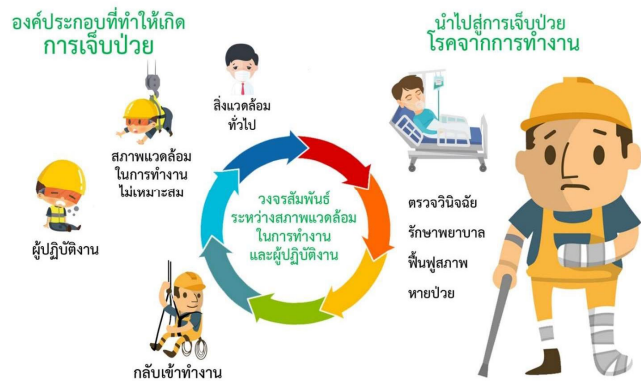 องค์ประกอบที่ทำให้เกิด
การเจ็บป่วย
นำไปสู่การเจ็บป่วย
โรคจากการทำงาน
สิ่งแวดล้อม
ทั่วไป
สภาพแวดล้อม
ในการทำงาน
ไม่เหมาะสม
ผู้ปฏิบัติงาน
กลับเข้าทำงาน
วงจรสัมพันธ์
ระหว่างสภาพแวดล้อม
ในการทำงาน
และผู้ปฏิบัติงาน
ตรวจวินิจฉัย
รักษาพยาบาล
ฟื้นฟูสภาพ
หายป่วย